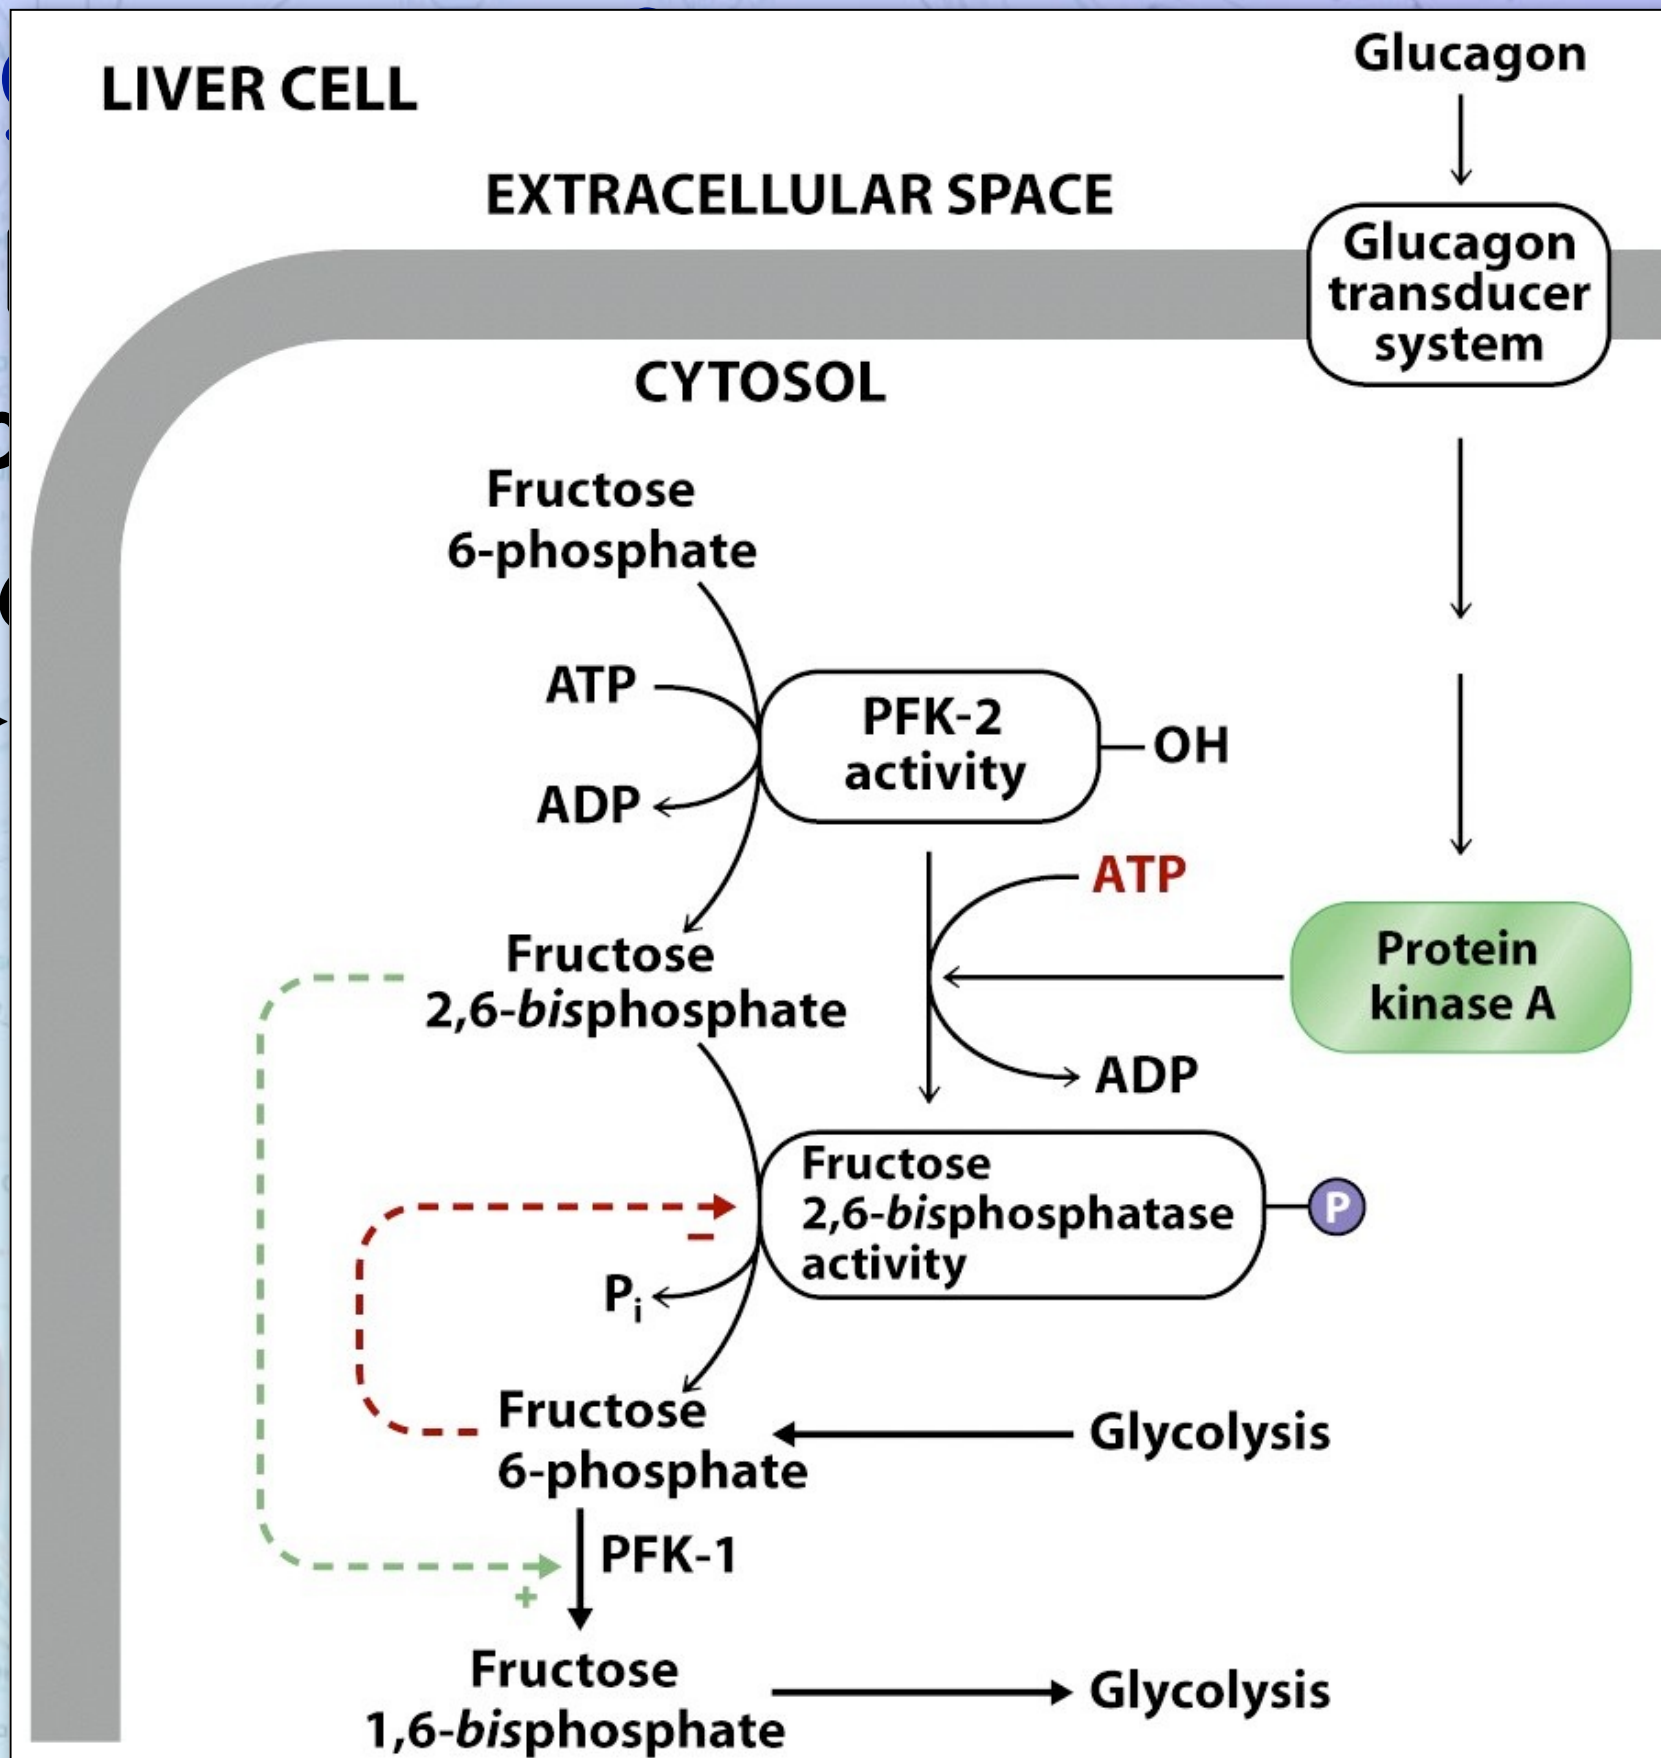 LIVER CELL
Glucagon
EXTRACELLULAR SPACE
Glucagon
transducer
system
CYTOSOL
Fructose
6-phosphate
ATP
ADP
PFK-2
activity
OH
ATP
ADP
Protein
kinase A
Fructose
2,6-bisphosphate
Fructose
2,6-bisphosphatase
activity
P
–
Pi
Fructose
6-phosphate
Glycolysis
PFK-1
+
Fructose
1,6-bisphosphate
Glycolysis